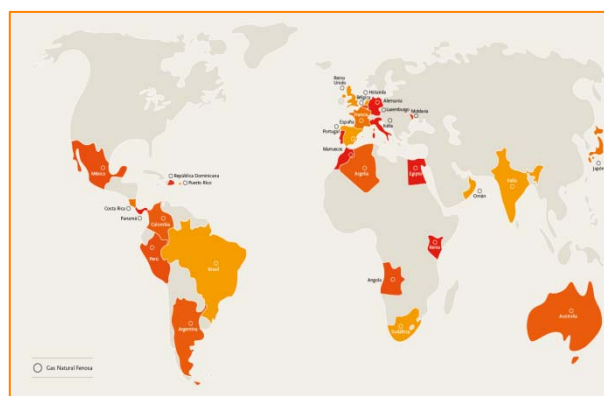 Reino
Unido
Holanda
Bélgica
Alemania
Luxemburgo
Francia
Moldavia
España
Italia
Portugal
Marruecos
Argelia
Egipto
India
Omán
Japón
México
República Dominicana
Puerto Rico
Costa Rica
Panamá
Colombia
Perú
Brasil
Kenia
Angola
Sudáfrica
Argentina
Australia
Gas Natural Fenosa